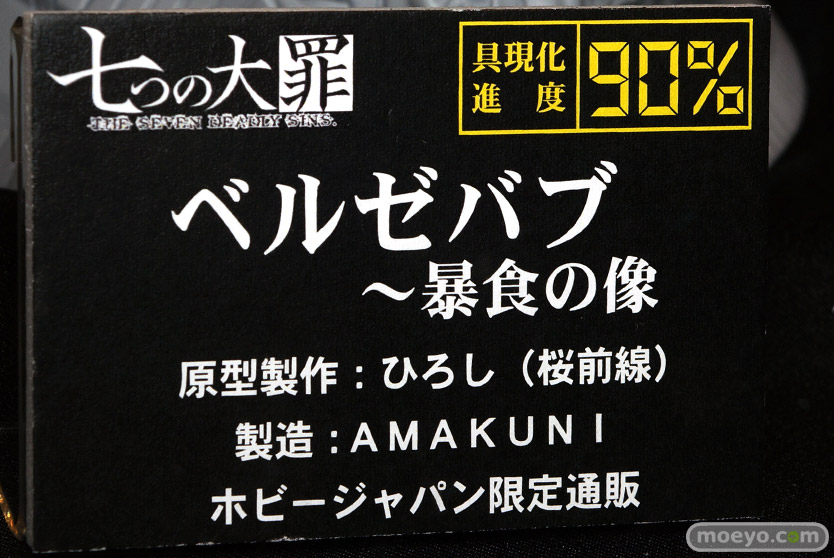 七つの大罪
THE SEVEN DEADLY SINS.
具現化
進度
90%
ベルゼバブ
～暴食の像
原型製作：ひろし（桜前線）
製造：ＡＭＡＫＵＮＩ
ホビージャパン限定通販
moeyo.com